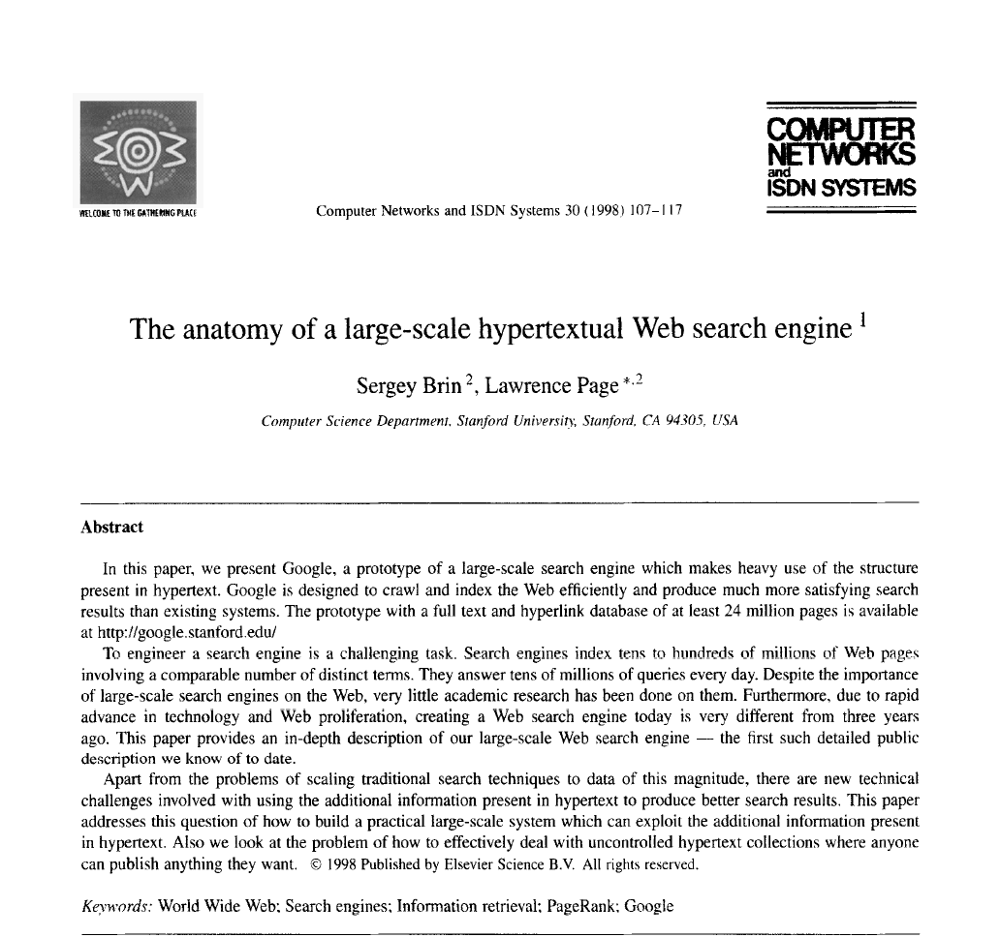 WELCOME TO THE GATHERING PLACE
Computer Networks and ISDN Systems 30 (1998) 107–117
COMPUTER
NETWORKS
and
ISDN SYSTEMS
The anatomy of a large-scale hypertextual Web search engine 1
Sergey Brin 2, Lawrence Page *,2
Computer Science Department, Stanford University, Stanford, CA 94305, USA
Abstract
In this paper, we present Google, a prototype of a large-scale search engine which makes heavy use of the structure
present in hypertext. Google is designed to crawl and index the Web efficiently and produce much more satisfying search
results than existing systems. The prototype with a full text and hyperlink database of at least 24 million pages is available
at http://google.stanford.edu/
To engineer a search engine is a challenging task. Search engines index tens to hundreds of millions of Web pages
involving a comparable number of distinct terms. They answer tens of millions of queries every day. Despite the importance
of large-scale search engines on the Web, very little academic research has been done on them. Furthermore, due to rapid
advance in technology and Web proliferation, creating a Web search engine today is very different from three years
ago. This paper provides an in-depth description of our large-scale Web search engine — the first such detailed public
description we know of to date.
Apart from the problems of scaling traditional search techniques to data of this magnitude, there are new technical
challenges involved with using the additional information present in hypertext to produce better search results. This paper
addresses this question of how to build a practical large-scale system which can exploit the additional information present
in hypertext. Also we look at the problem of how to effectively deal with uncontrolled hypertext collections where anyone
can publish anything they want. © 1998 Published by Elsevier Science B.V. All rights reserved.
Keywords: World Wide Web; Search engines; Information retrieval; PageRank; Google